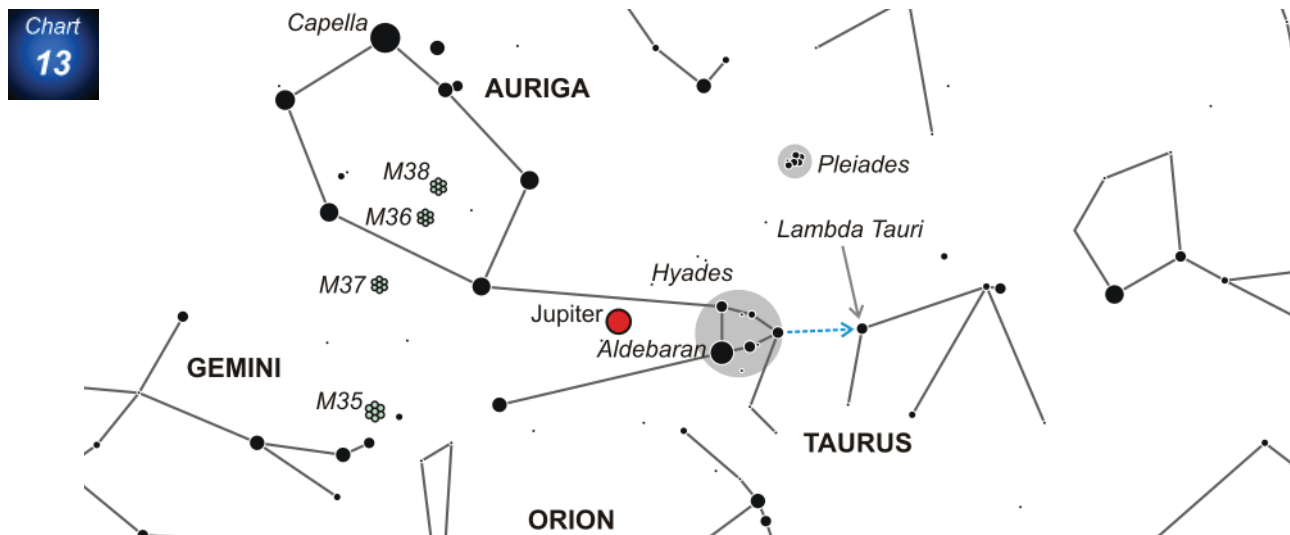 Chart
13
Capella
AURIGA
M38
M36
Pleiades
Lambda Tauri
Hyades
M37
Jupiter
Aldebaran
GEMINI
M35
TAURUS
ORION